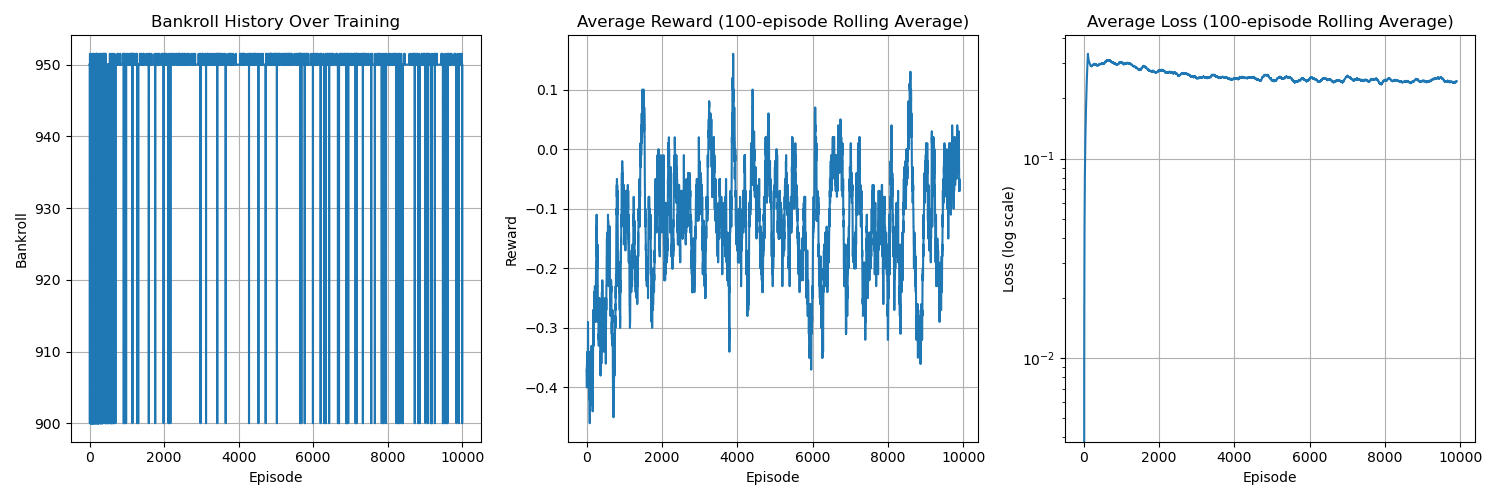 Bankroll History Over Training
Bankroll
950
940
930
920
910
900
0 2000 4000 6000 8000 10000
Episode
Average Reward (100-episode Rolling Average)
Reward
0.1
0.0
−0.1
−0.2
−0.3
−0.4
0 2000 4000 6000 8000 10000
Episode
Average Loss (100-episode Rolling Average)
Loss (log scale)
10⁻¹
10⁻²
0 2000 4000 6000 8000 10000
Episode